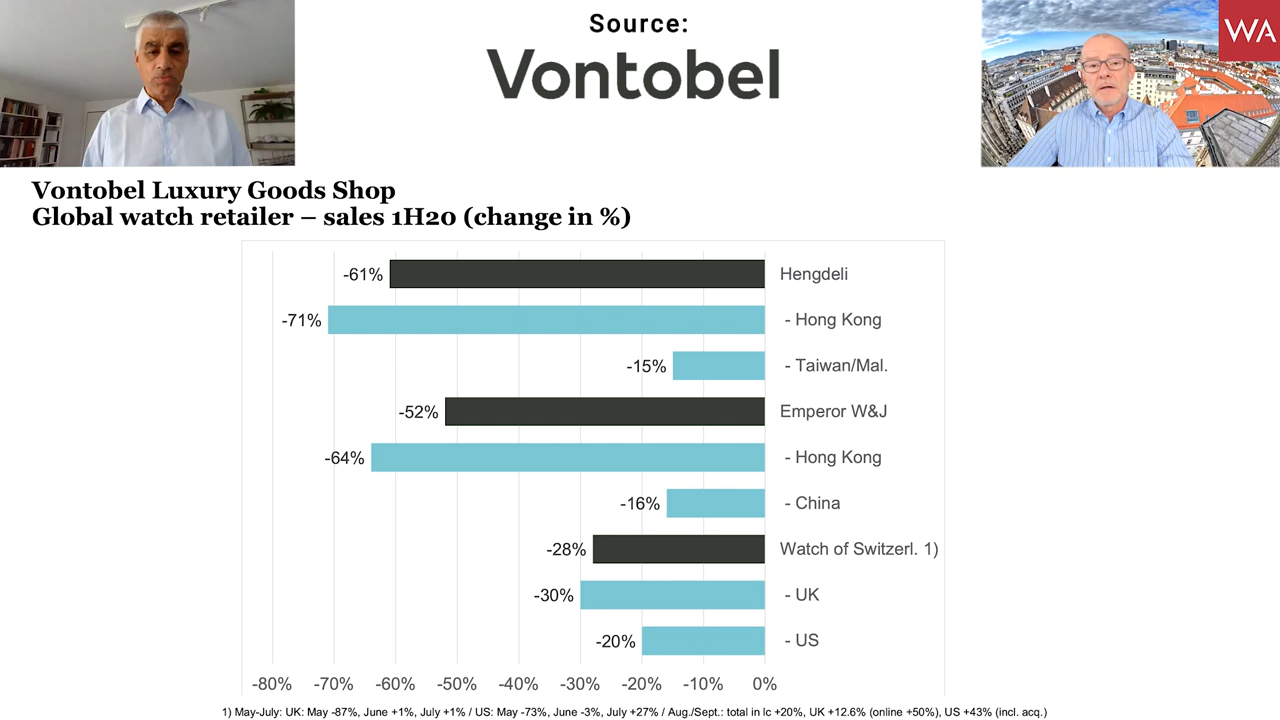 Source:
Vontobel
WA
Vontobel Luxury Goods Shop
Global watch retailer – sales 1H20 (change in %)
-61% Hengdeli
-71% - Hong Kong
-15% - Taiwan/Mal.
-52% Emperor W&J
-64% - Hong Kong
-16% - China
-28% Watch of Switzerl. 1)
-30% - UK
-20% - US
-80% -70% -60% -50% -40% -30% -20% -10% 0%
1) May-July: UK: May -87%, June +1%, July +1% / US: May -73%, June -3%, July +27% / Aug./Sept.: total in lc +20%, UK +12.6% (online +50%), US +43% (incl. acq.)